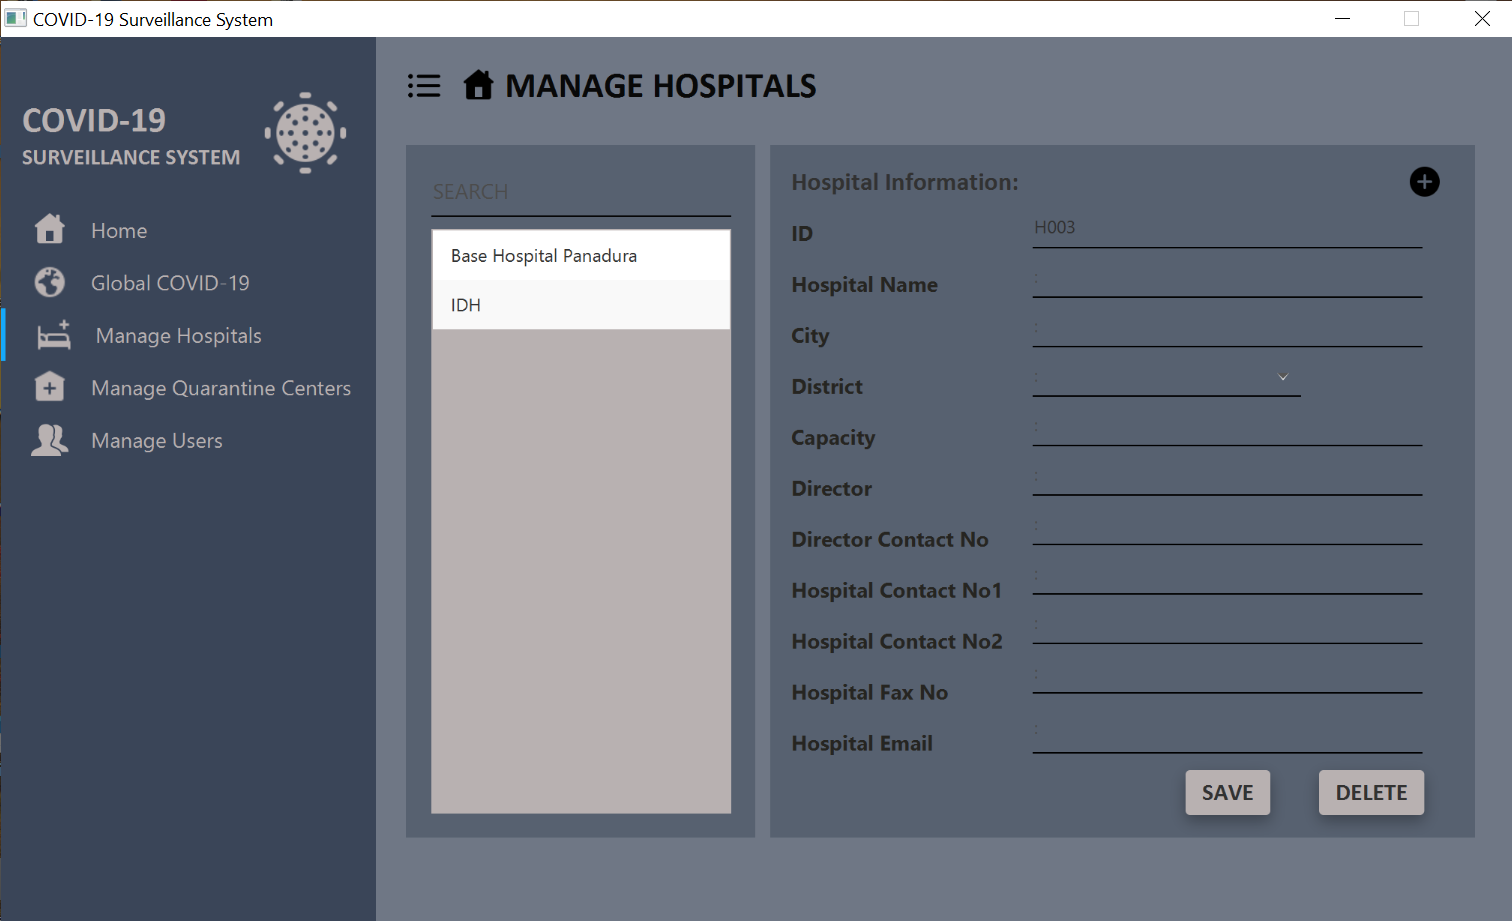 COVID-19 Surveillance System
COVID-19
SURVEILLANCE SYSTEM
Home
Global COVID-19
Manage Hospitals
Manage Quarantine Centers
Manage Users
MANAGE HOSPITALS
SEARCH
Base Hospital Panadura
IDH
Hospital Information:
ID H003
Hospital Name :
City :
District :
Capacity :
Director :
Director Contact No :
Hospital Contact No1 :
Hospital Contact No2 :
Hospital Fax No :
Hospital Email :
SAVE DELETE